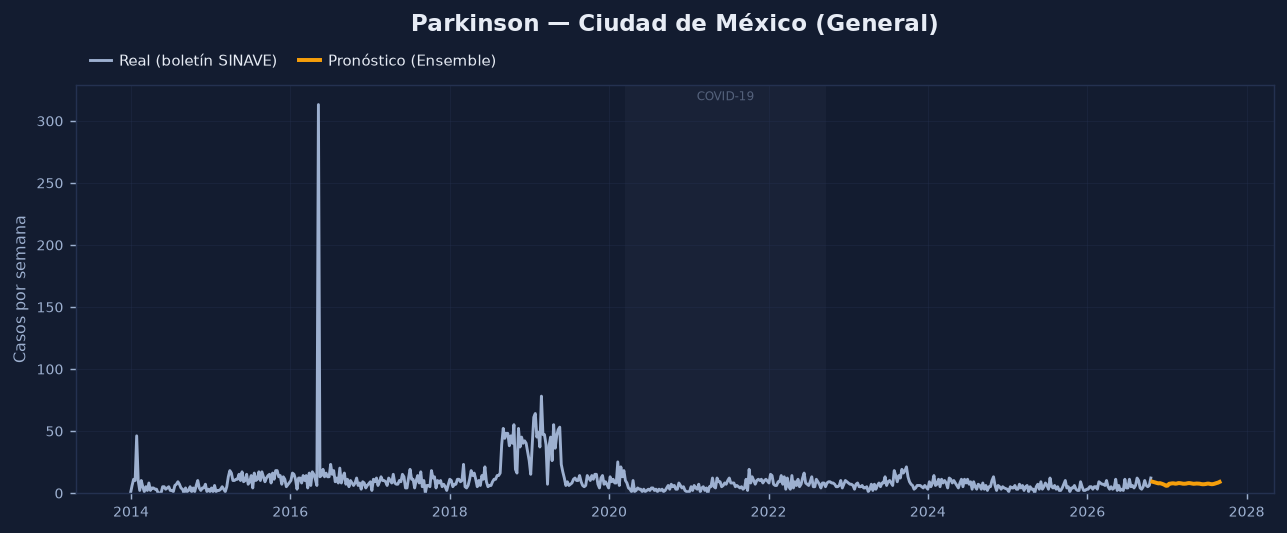 Parkinson — Ciudad de México (General)
Real (boletín SINAVE)
Pronóstico (Ensemble)
COVID-19
Casos por semana
300
250
200
150
100
50
0
2014 2016 2018 2020 2022 2024 2026 2028